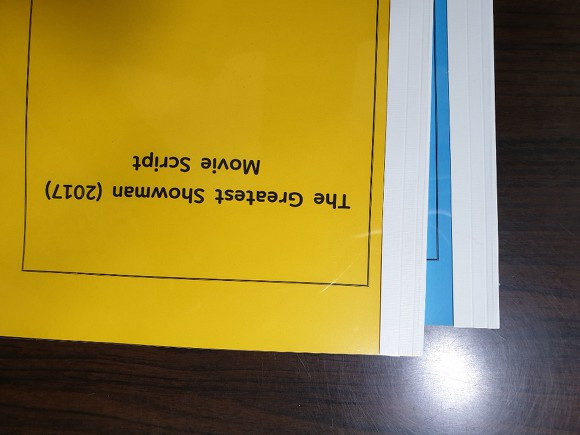 The Greatest Showman (2017)
Movie Script